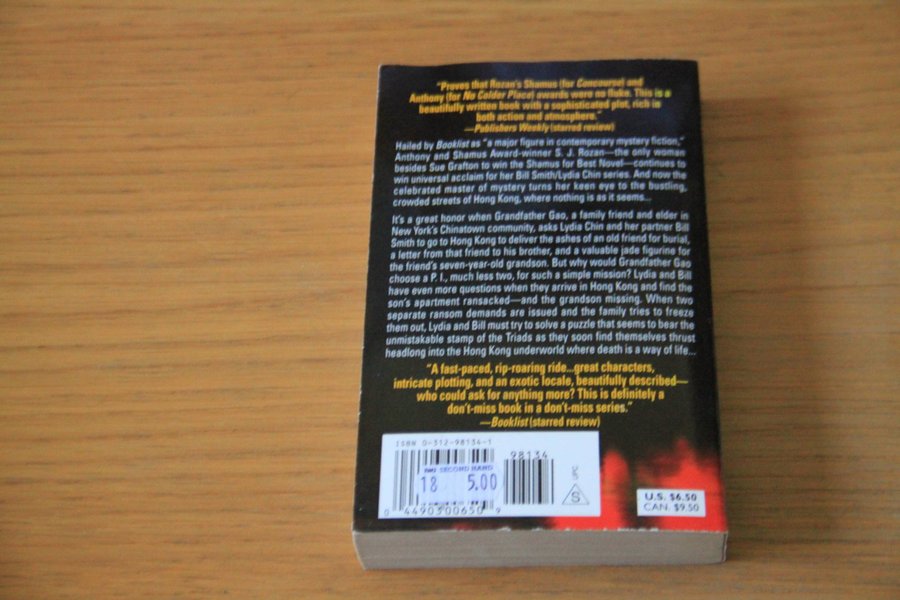 "Proves that Rozan's Shamus (for Concourse) and
Anthony (for No Colder Place) awards were no fluke. This is a
beautifully written book with a sophisticated plot, rich in
both action and atmosphere."
—Publishers Weekly (starred review)
Hailed by Booklist as "a major figure in contemporary mystery fiction,"
Anthony and Shamus Award-winner S. J. Rozan—the only woman
besides Sue Grafton to win the Shamus for Best Novel—continues to
win universal acclaim for her Bill Smith/Lydia Chin series. And now the
celebrated master of mystery turns her keen eye to the bustling,
crowded streets of Hong Kong, where nothing is as it seems...
It's a great honor when Grandfather Gao, a family friend and elder in
New York's Chinatown community, asks Lydia Chin and her partner Bill
Smith to go to Hong Kong to deliver the ashes of an old friend for burial,
a letter from that friend to his brother, and a valuable jade figurine for
the friend's seven-year-old grandson. But why would Grandfather Gao
choose a P. I., much less two, for such a simple mission? Lydia and Bill
have even more questions when they arrive in Hong Kong and find the
son's apartment ransacked—and the grandson missing. When two
separate ransom demands are issued and the family tries to freeze
them out, Lydia and Bill must try to solve a puzzle that seems to bear the
unmistakable stamp of the Triads as they soon find themselves thrust
headlong into the Hong Kong underworld where death is a way of life...
"A fast-paced, rip-roaring ride...great characters,
intricate plotting, and an exotic locale, beautifully described—
who could ask for anything more? This is definitely a
don't-miss book in a don't-miss series."
—Booklist (starred review)
ISBN 0-312-98134-1
98134
SECOND HAND
18 5.00
UPC
S
0 44903 00650 9
U.S. $6.50
CAN. $9.50